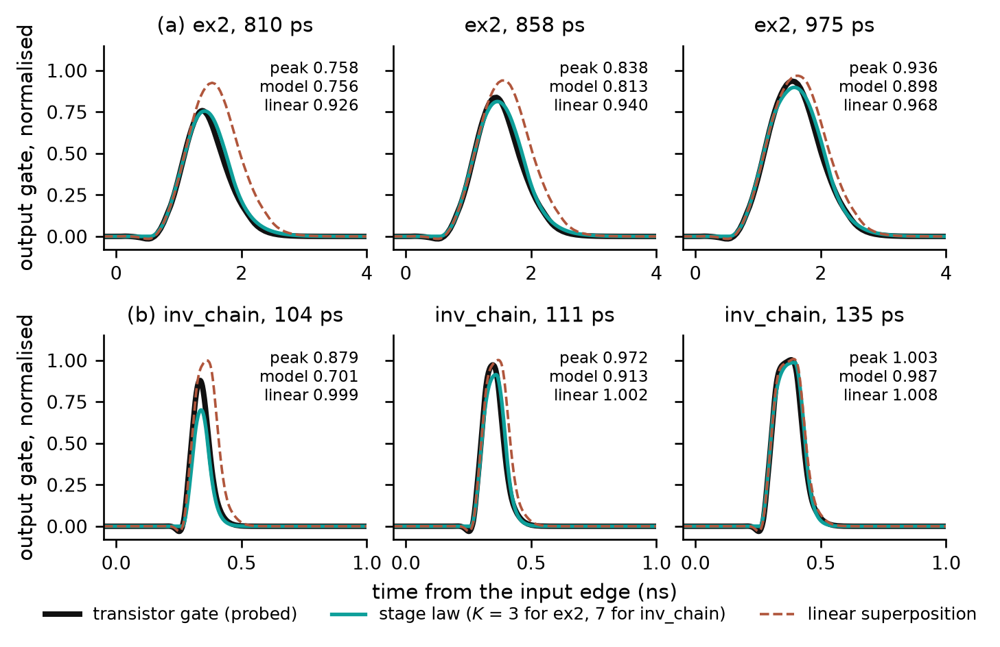 (a) ex2, 810 ps
ex2, 858 ps
ex2, 975 ps
output gate, normalised
1.00
0.75
0.50
0.25
0.00
peak 0.758
model 0.756
linear 0.926
peak 0.838
model 0.813
linear 0.940
peak 0.936
model 0.898
linear 0.968
0 2 4
0 2 4
0 2 4
(b) inv_chain, 104 ps
inv_chain, 111 ps
inv_chain, 135 ps
output gate, normalised
1.00
0.75
0.50
0.25
0.00
peak 0.879
model 0.701
linear 0.999
peak 0.972
model 0.913
linear 1.002
peak 1.003
model 0.987
linear 1.008
0.0 0.5 1.0
0.0 0.5 1.0
0.0 0.5 1.0
time from the input edge (ns)
transistor gate (probed)
stage law (K = 3 for ex2, 7 for inv_chain)
linear superposition